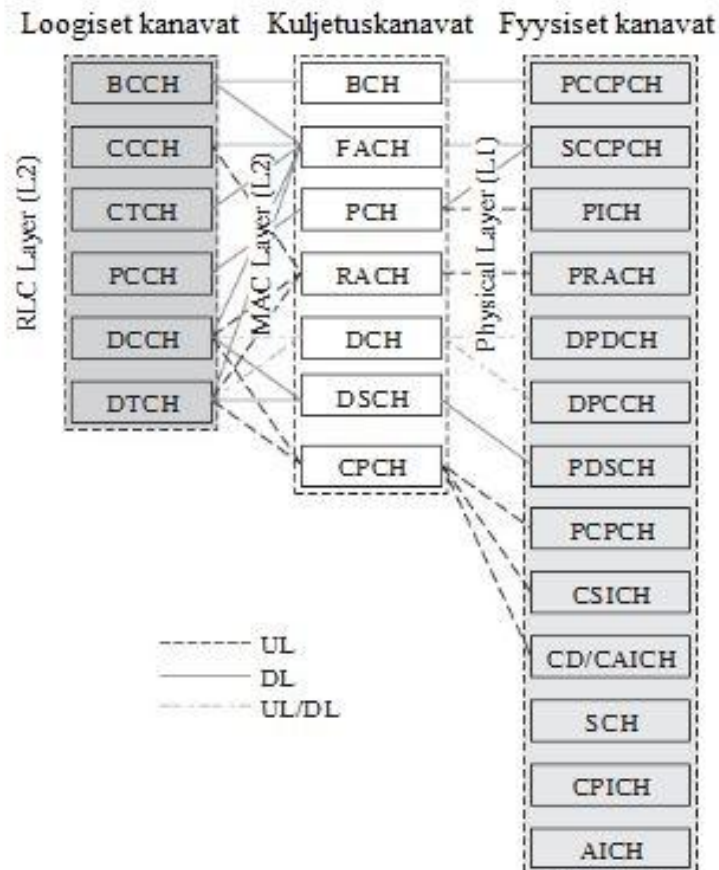 Loogiset kanavat
Kuljetuskanavat
Fyysiset kanavat
RLC Layer (L2)
BCCH
CCCH
CTCH
PCCH
DCCH
DTCH
MAC Layer (L2)
BCH
FACH
PCH
RACH
DCH
DSCH
CPCH
Physical Layer (L1)
PCCPCH
SCCPCH
PICH
PRACH
DPDCH
DPCCH
PDSCH
PCPCH
CSICH
CD/CAICH
SCH
CPICH
AICH
UL
DL
UL/DL